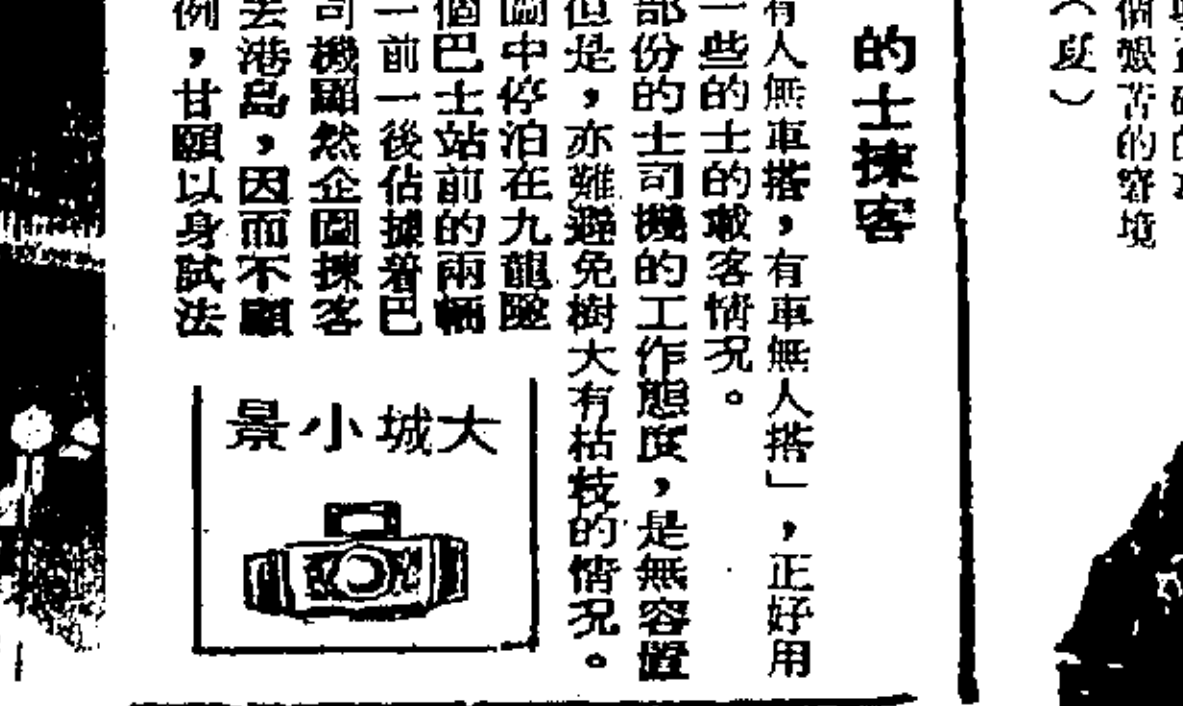 個艱苦的窘境
（夏）
的士揀客
有人無車搭，有車無人搭」，正好用
一些的士的載客情況。
部份的士司機的工作態度，是無容置
但是，亦難避免樹大有枯枝的情況。
圖中停泊在九龍隧
個巴士站前的兩輛
一前一後佔據着巴
司機顯然企圖揀客
去港島，因而不顧
例，甘願以身試法
大城小景